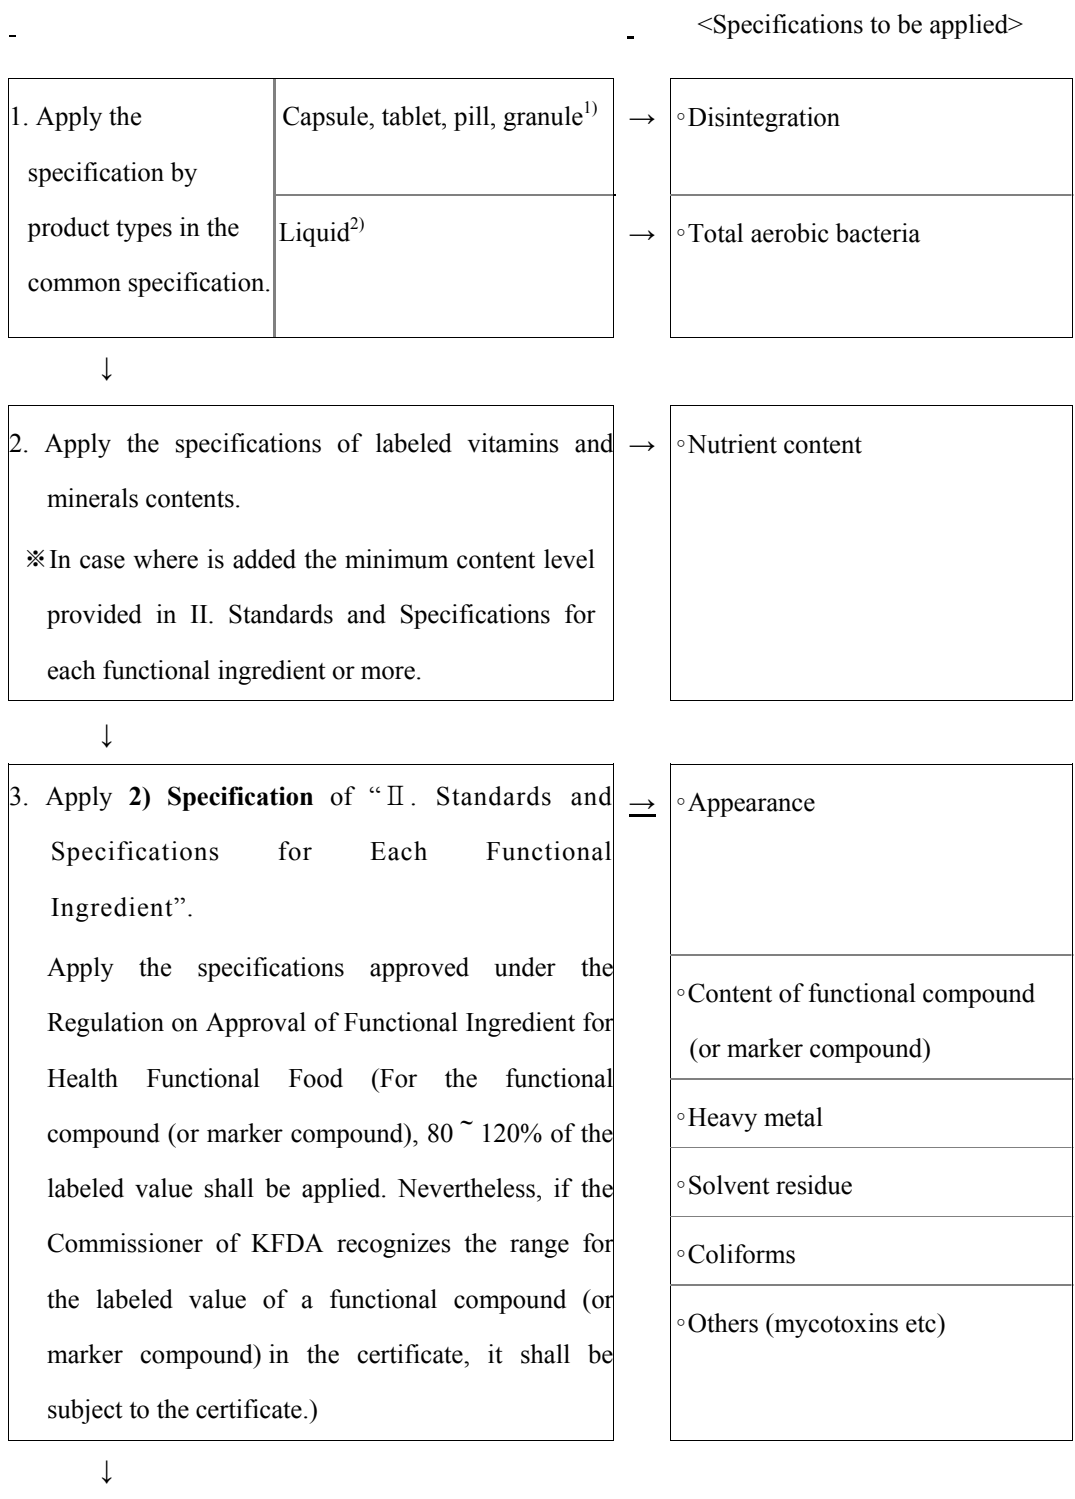 <Specifications to be applied>
1. Apply the
specification by
product types in the
common specification.
Capsule, tablet, pill, granule1)
→
◦Disintegration
Liquid2)
→
◦Total aerobic bacteria
↓
2. Apply the specifications of labeled vitamins and
minerals contents.
※In case where is added the minimum content level
provided in II. Standards and Specifications for
each functional ingredient or more.
→
◦Nutrient content
↓
3. Apply 2) Specification of “Ⅱ. Standards and
Specifications for Each Functional
Ingredient”.
Apply the specifications approved under the
Regulation on Approval of Functional Ingredient for
Health Functional Food (For the functional
compound (or marker compound), 80 ~ 120% of the
labeled value shall be applied. Nevertheless, if the
Commissioner of KFDA recognizes the range for
the labeled value of a functional compound (or
marker compound) in the certificate, it shall be
subject to the certificate.)
→
◦Appearance
◦Content of functional compound
(or marker compound)
◦Heavy metal
◦Solvent residue
◦Coliforms
◦Others (mycotoxins etc)
↓